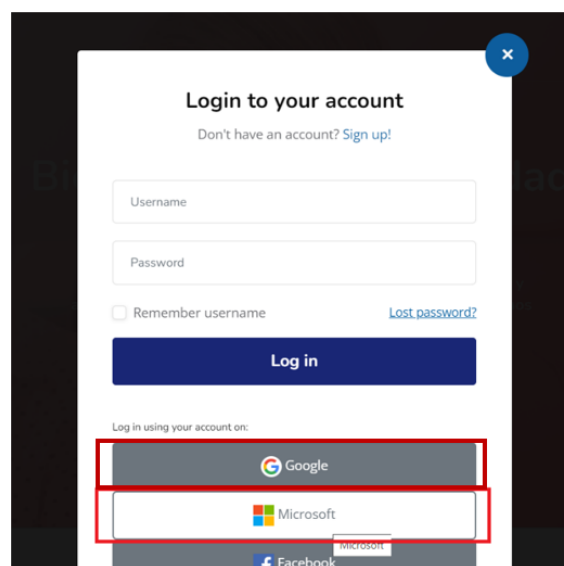 ×
Login to your account
Don't have an account? Sign up!
Username
Password
Remember username
Lost password?
Log in
Log in using your account on:
Google
Microsoft
Microsoft
Facebook